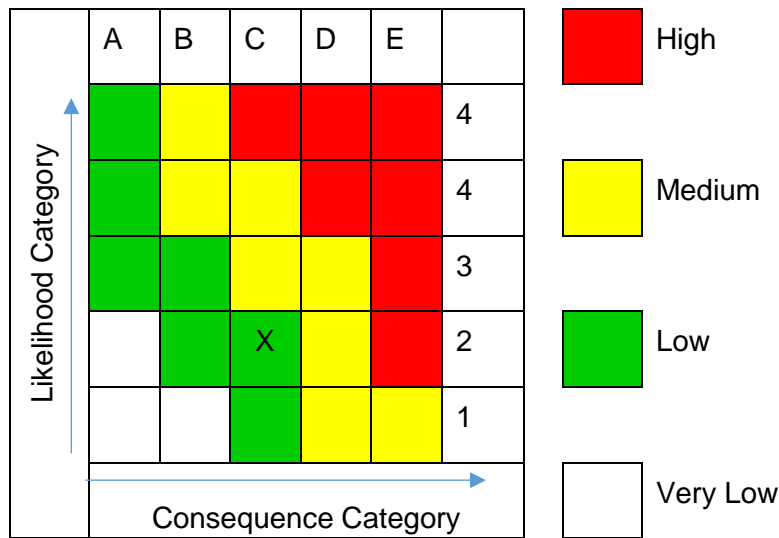 A B C D E
High
4
4
Medium
3
X
2
Low
1
Very Low
Likelihood Category
Consequence Category